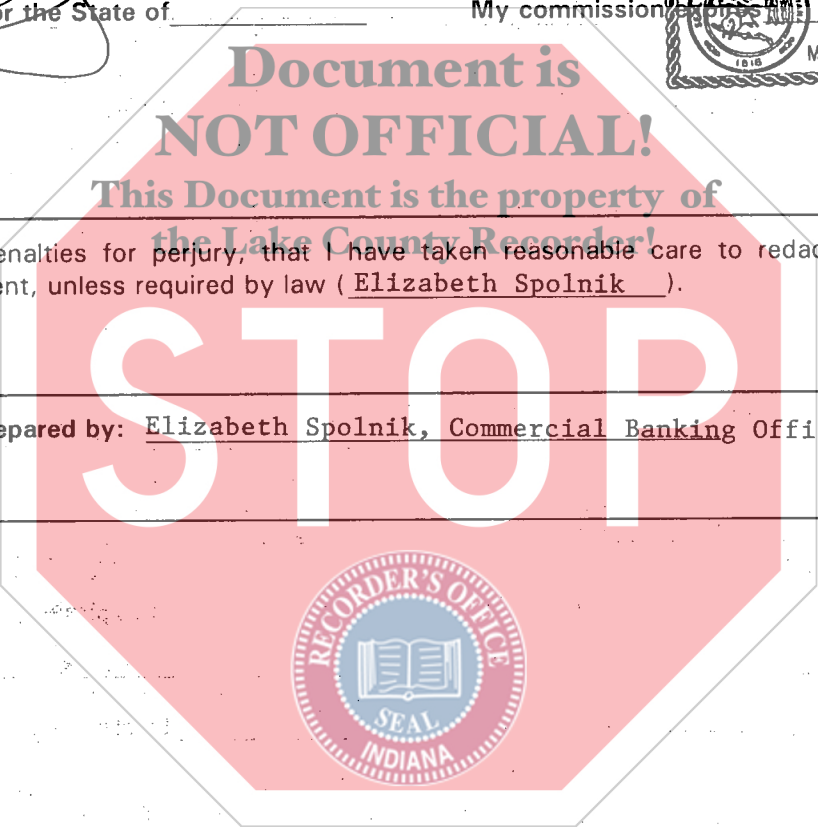 or the State of
My commission expires
1816
M
Document is
NOT OFFICIAL!
This Document is the property of
the Lake County Recorder!
enalties for perjury, that I have taken reasonable care to redac
ent, unless required by law ( Elizabeth Spolnik ).
STOP
epared by: Elizabeth Spolnik, Commercial Banking Offi
RECORDER'S OFFICE
SEAL
INDIANA